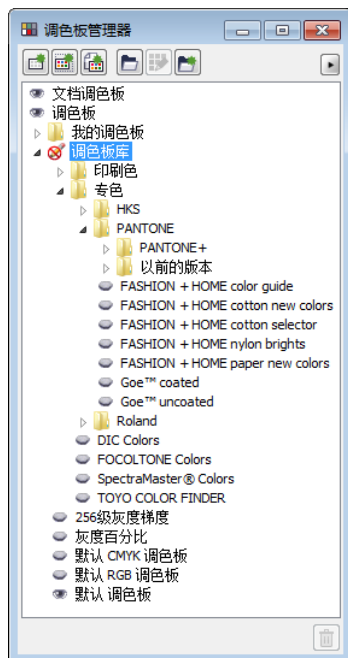 调色板管理器
文档调色板
调色板
我的调色板
调色板库
印刷色
专色
HKS
PANTONE
PANTONE+
以前的版本
FASHION + HOME color guide
FASHION + HOME cotton new colors
FASHION + HOME cotton selector
FASHION + HOME nylon brights
FASHION + HOME paper new colors
Goe™ coated
Goe™ uncoated
Roland
DIC Colors
FOCOLTONE Colors
SpectraMaster® Colors
TOYO COLOR FINDER
256级灰度梯度
灰度百分比
默认 CMYK 调色板
默认 RGB 调色板
默认 调色板